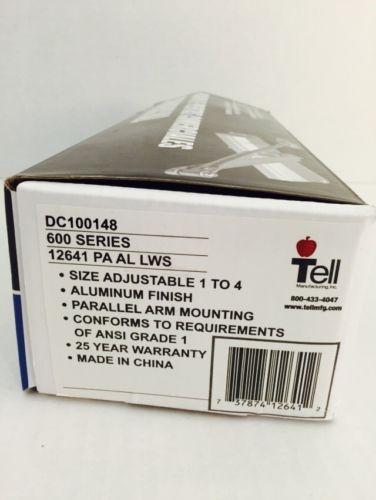 DC100148
600 SERIES
12641 PA AL LWS
• SIZE ADJUSTABLE 1 TO 4
• ALUMINUM FINISH
• PARALLEL ARM MOUNTING
• CONFORMS TO REQUIREMENTS
OF ANSI GRADE 1
• 25 YEAR WARRANTY
• MADE IN CHINA
Tell
Manufacturing, Inc.
800-433-4047
www.tellmfg.com
7 37874 12641 2